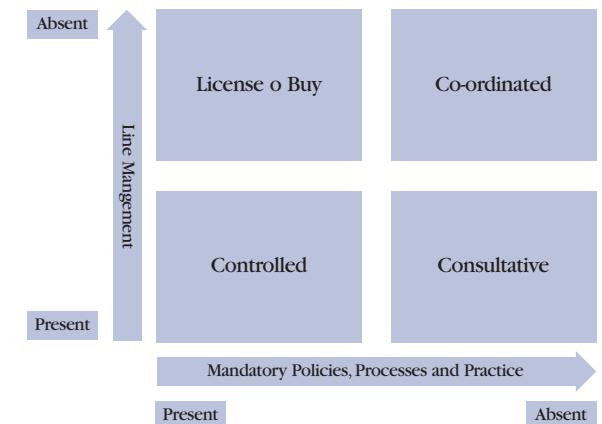 Absent
License o Buy
Co-ordinated
Line Mangement
Controlled
Consultative
Present
Mandatory Policies, Processes and Practice
Present
Absent